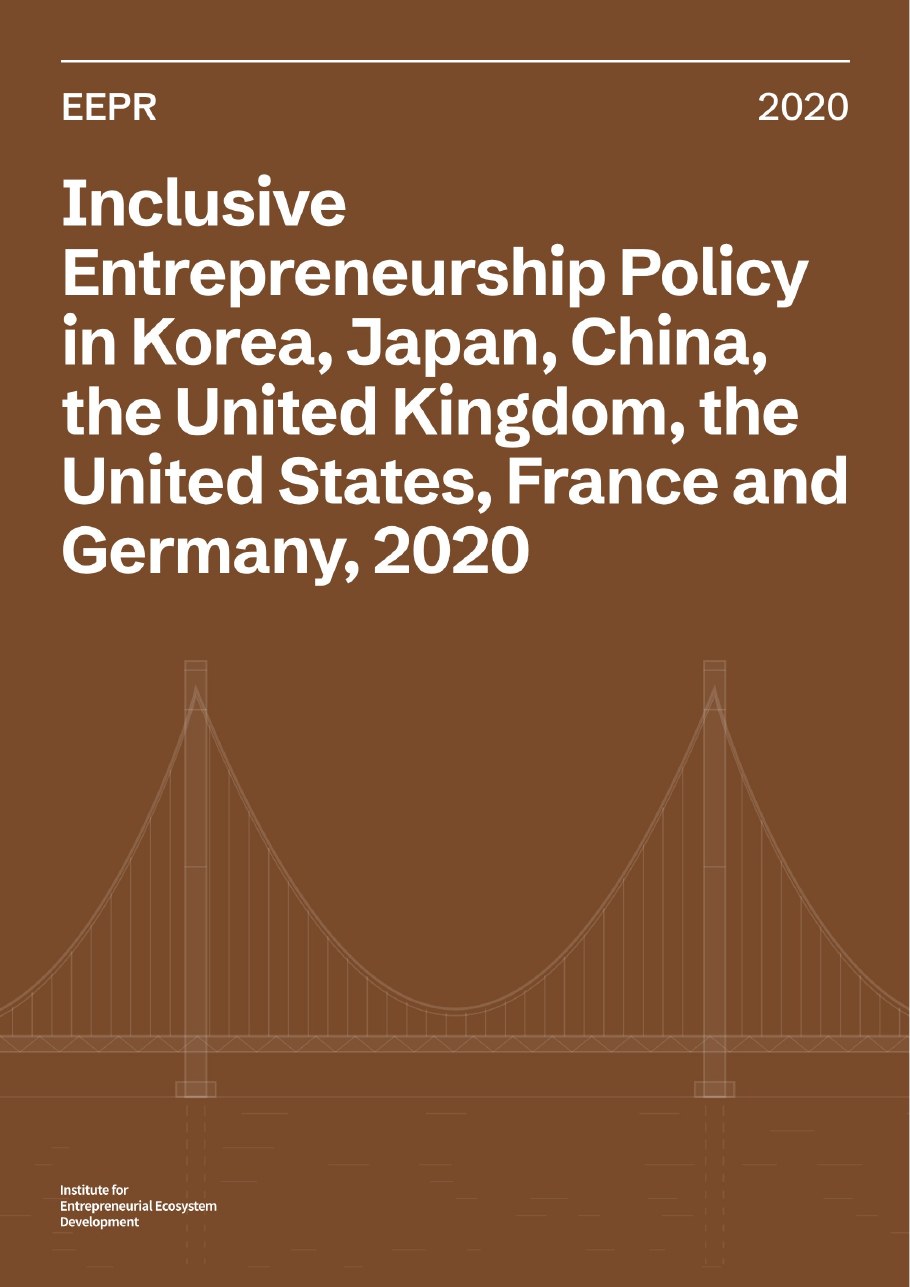 EEPR
2020
Inclusive
Entrepreneurship Policy
in Korea, Japan, China,
the United Kingdom, the
United States, France and
Germany, 2020
Institute for
Entrepreneurial Ecosystem
Development